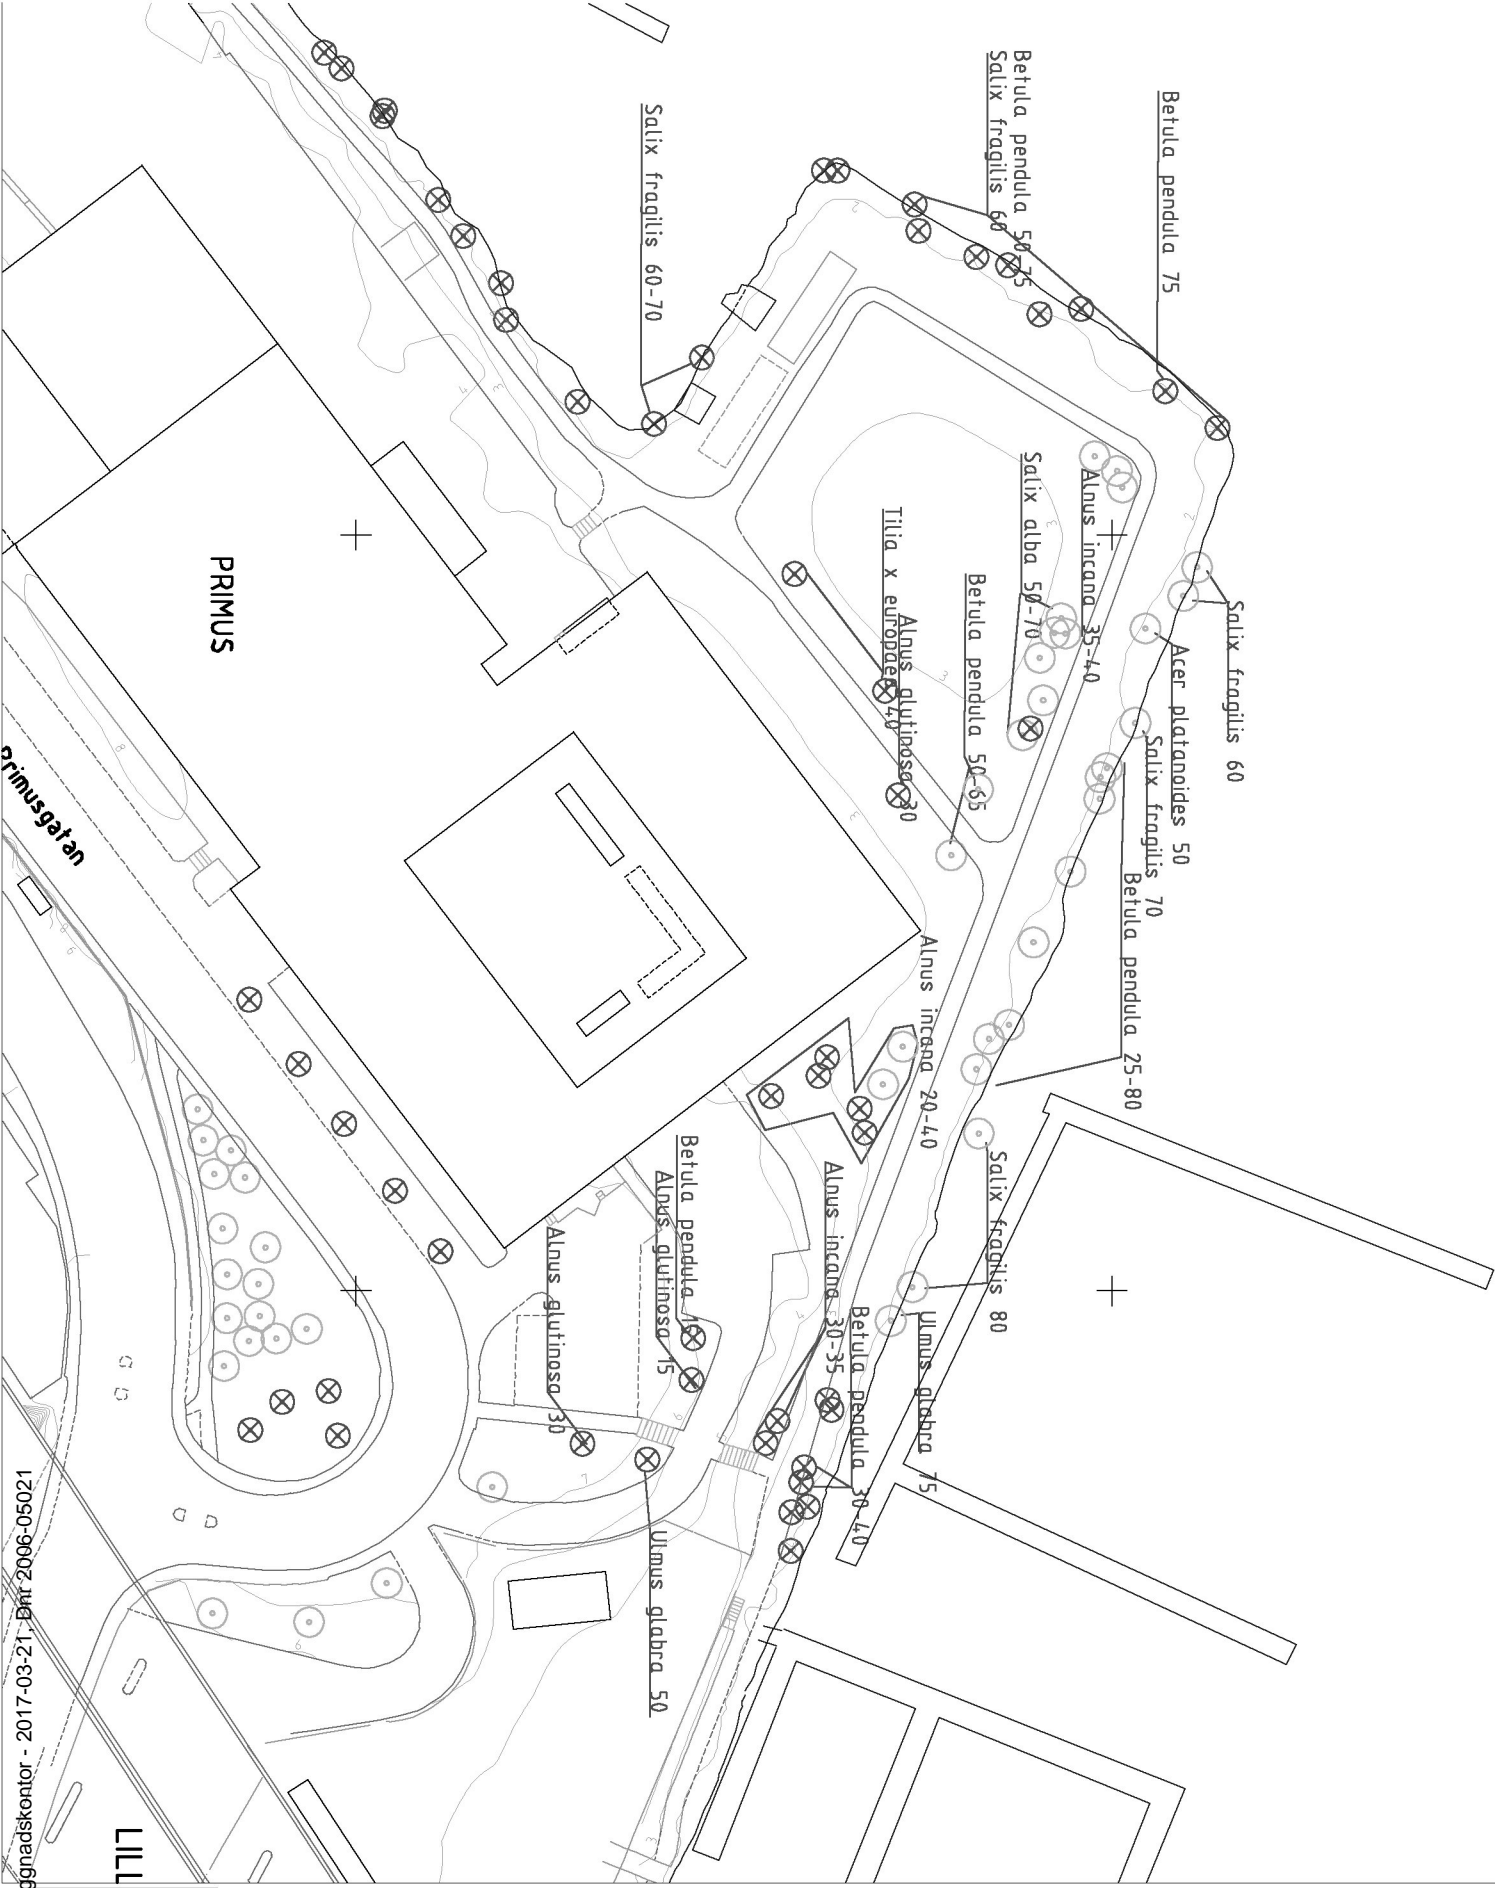 Betula pendula 75
Betula pendula 50-75
Salix fragilis 60
Salix fragilis 60-70
Salix fragilis 60
Acer platanoides 50
Salix fragilis 70
Betula pendula 25-80
Alnus incana 35-40
Salix alba 50-70
Betula pendula 50-65
Alnus glutinosa 30
Tilia x europaea 40
Alnus incana 20-40
Salix fragilis 80
Ulmus glabra 75
Betula pendula 30-40
Alnus incana 30-35
Betula pendula 15
Alnus glutinosa 15
Alnus glutinosa 30
Ulmus glabra 50
PRIMUS
Primusgatan
LILL
ggnadskontor - 2017-03-21, Dnr 2006-05021